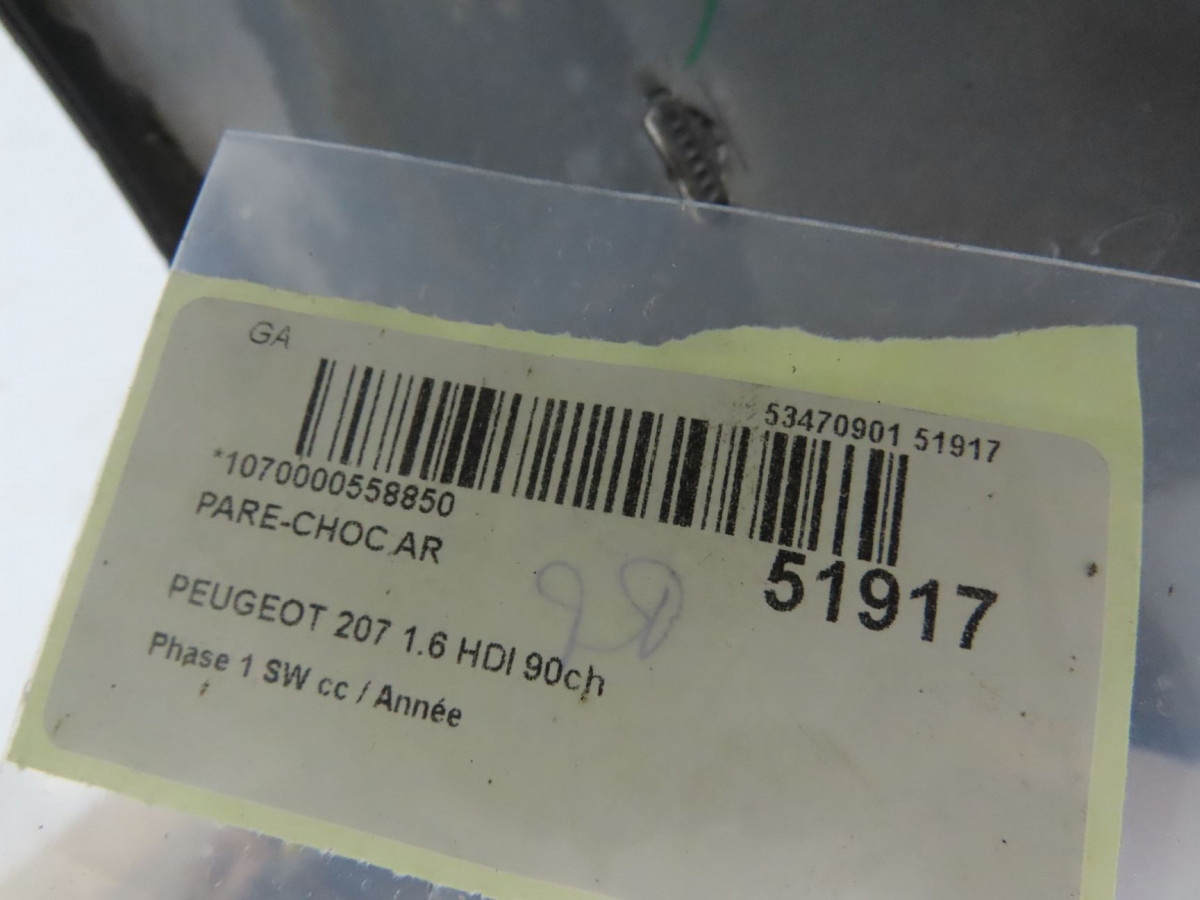 GA
53470901 51917
*1070000558850
PARE-CHOC.AR
51917
PEUGEOT 207 1.6 HDI 90ch
Phase 1 SW cc / Année